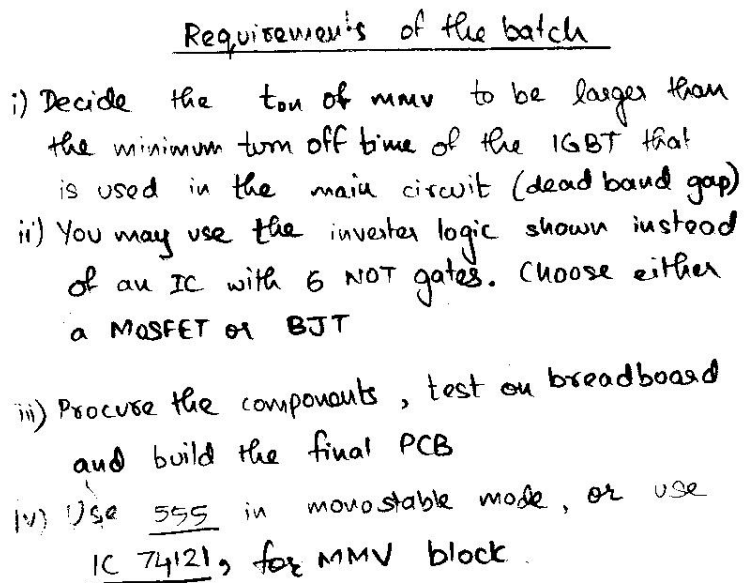 Requirements of the batch
i) Decide the ton of MMV to be larger than
the minimum turn off time of the IGBT that
is used in the main circuit (dead band gap)
ii) You may use the inverter logic shown instead
of an IC with 6 NOT gates. Choose either
a MOSFET or BJT
iii) Procure the components, test on breadboard
and build the final PCB
iv) Use 555 in monostable mode, or use
IC 74121, for MMV block.